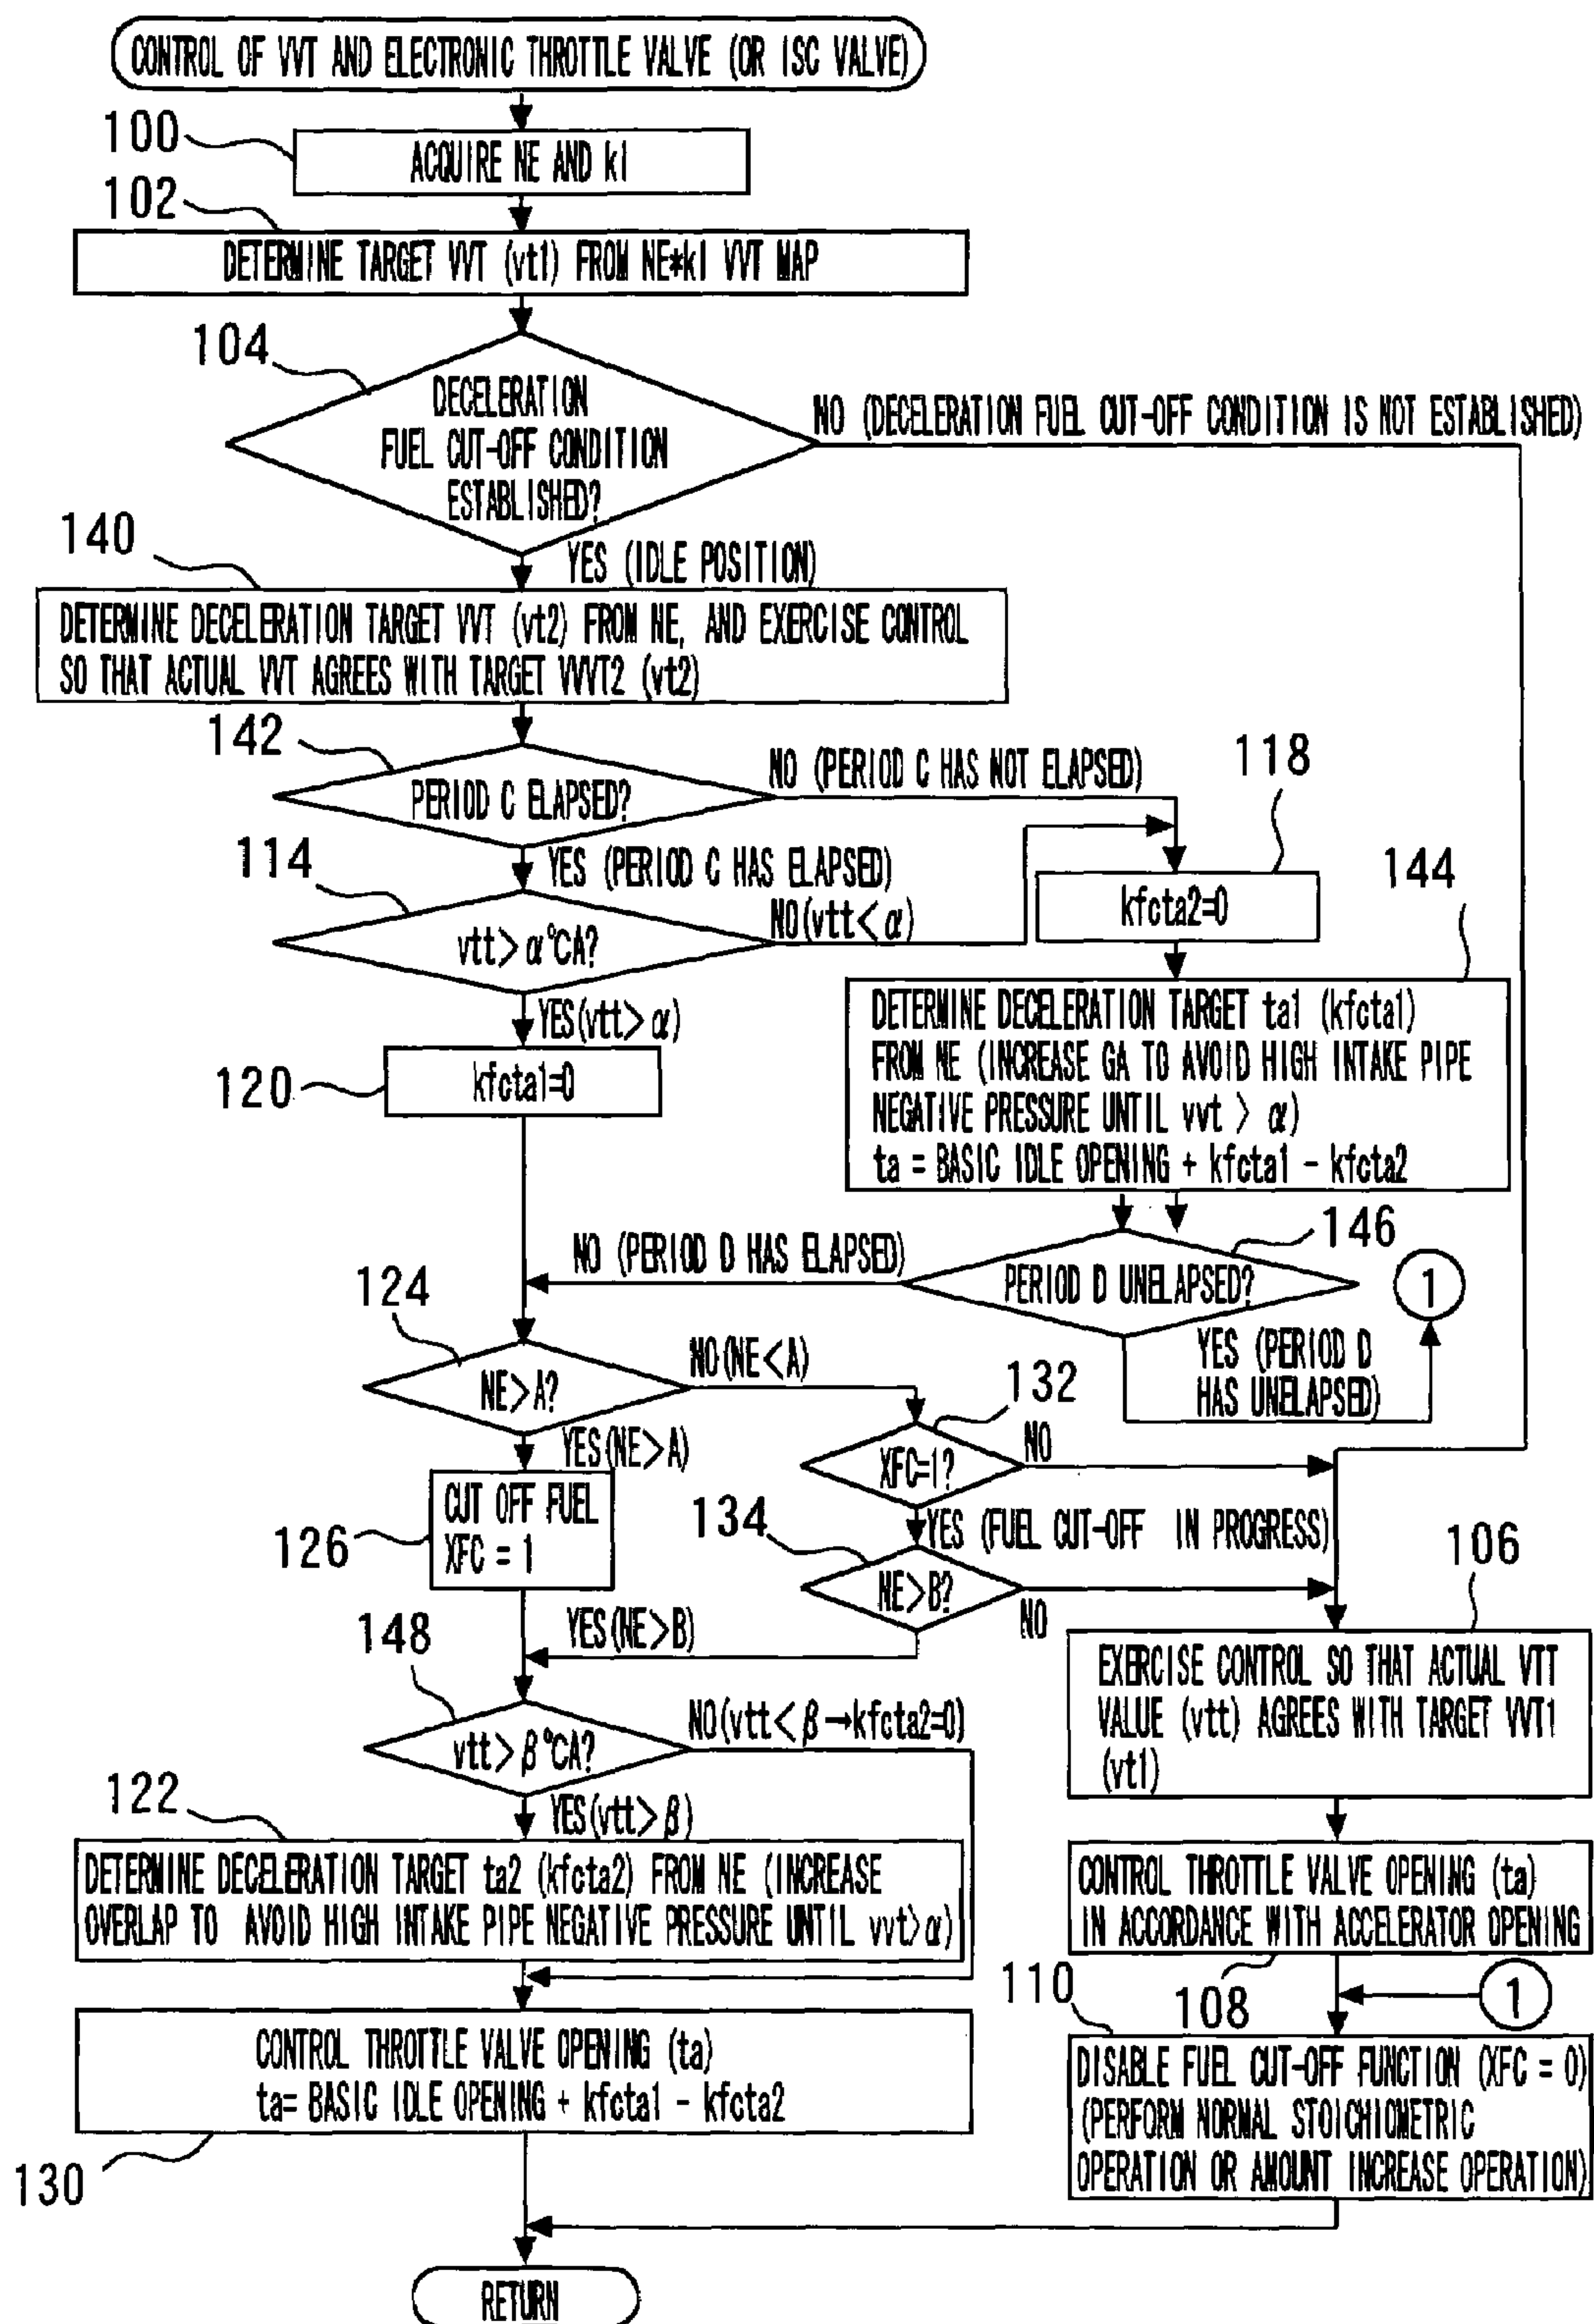 CONTROL OF VVT AND ELECTRONIC THROTTLE VALVE (OR ISC VALVE)
100
ACQUIRE NE AND kl
102
DETERMINE TARGET VVT (vt1) FROM NE*kl VVT MAP
104
DECELERATION
FUEL CUT-OFF CONDITION
ESTABLISHED?
NO (DECELERATION FUEL CUT-OFF CONDITION IS NOT ESTABLISHED)
YES (IDLE POSITION)
140
DETERMINE DECELERATION TARGET VVT (vt2) FROM NE, AND EXERCISE CONTROL
SO THAT ACTUAL VVT AGREES WITH TARGET VVVT2 (vt2)
142
PERIOD C ELAPSED?
NO (PERIOD C HAS NOT ELAPSED)
118
YES (PERIOD C HAS ELAPSED)
114
vtt>α°CA?
NO(vtt<α)
kfcta2=0
144
YES(vtt>α)
120
kfcta1=0
DETERMINE DECELERATION TARGET ta1 (kfcta1)
FROM NE (INCREASE GA TO AVOID HIGH INTAKE PIPE
NEGATIVE PRESSURE UNTIL vvt > α)
ta = BASIC IDLE OPENING + kfcta1 - kfcta2
146
NO (PERIOD D HAS ELAPSED)
PERIOD D UNELAPSED?
1
YES (PERIOD D
HAS UNELAPSED)
124
NE>A?
NO(NE<A)
132
XFC=1?
NO
YES(NE>A)
126
CUT OFF FUEL
XFC = 1
YES (FUEL CUT-OFF IN PROGRESS)
134
NE>B?
NO
YES(NE>B)
106
EXERCISE CONTROL SO THAT ACTUAL VTT
VALUE (vtt) AGREES WITH TARGET VVT1
(vt1)
148
vtt>β°CA?
NO(vtt<β→kfcta2=0)
YES(vtt>β)
122
DETERMINE DECELERATION TARGET ta2 (kfcta2) FROM NE (INCREASE
OVERLAP TO AVOID HIGH INTAKE PIPE NEGATIVE PRESSURE UNTIL vvt>α)
CONTROL THROTTLE VALVE OPENING (ta)
IN ACCORDANCE WITH ACCELERATOR OPENING
108
1
110
DISABLE FUEL CUT-OFF FUNCTION (XFC = 0)
(PERFORM NORMAL STOICHIOMETRIC
OPERATION OR AMOUNT INCREASE OPERATION)
CONTROL THROTTLE VALVE OPENING (ta)
ta= BASIC IDLE OPENING + kfcta1 - kfcta2
130
RETURN